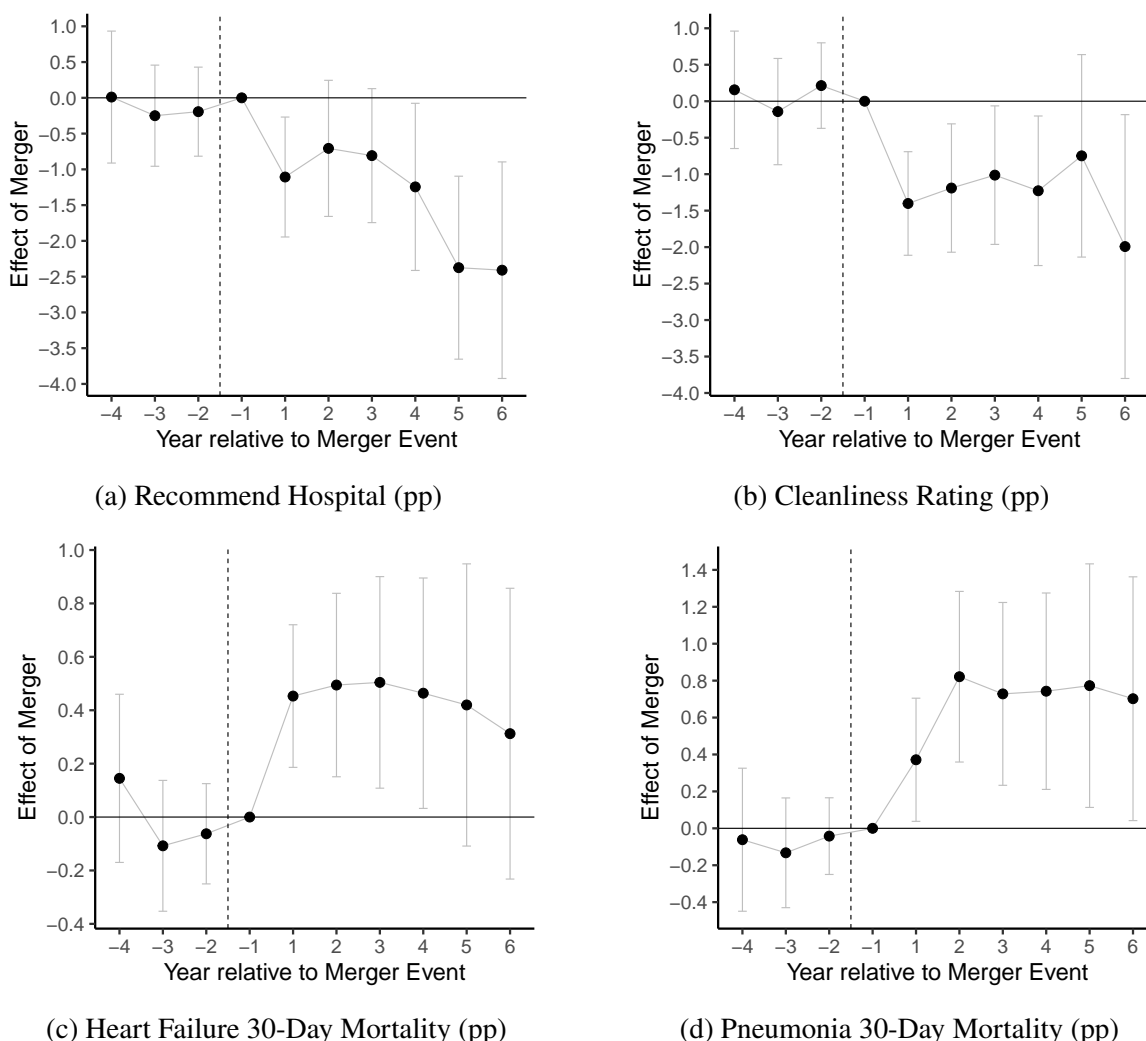 1.0
0.5
0.0
−0.5
−1.0
−1.5
−2.0
−2.5
−3.0
−3.5
−4.0
Effect of Merger
−4 −3 −2 −1 1 2 3 4 5 6
Year relative to Merger Event
(a) Recommend Hospital (pp)
1.0
0.5
0.0
−0.5
−1.0
−1.5
−2.0
−2.5
−3.0
−3.5
−4.0
Effect of Merger
−4 −3 −2 −1 1 2 3 4 5 6
Year relative to Merger Event
(b) Cleanliness Rating (pp)
1.0
0.8
0.6
0.4
0.2
0.0
−0.2
−0.4
Effect of Merger
−4 −3 −2 −1 1 2 3 4 5 6
Year relative to Merger Event
(c) Heart Failure 30-Day Mortality (pp)
1.4
1.2
1.0
0.8
0.6
0.4
0.2
0.0
−0.2
−0.4
Effect of Merger
−4 −3 −2 −1 1 2 3 4 5 6
Year relative to Merger Event
(d) Pneumonia 30-Day Mortality (pp)